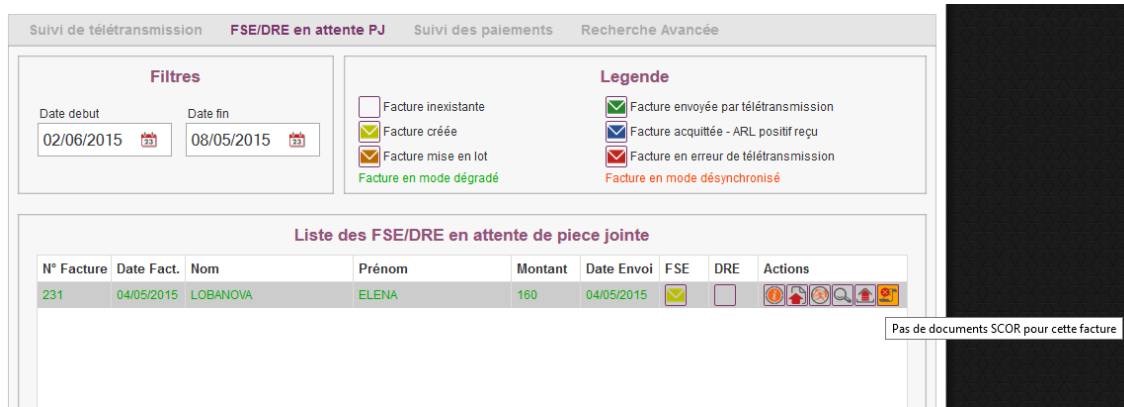 Suivi de télétransmission FSE/DRE en attente PJ Suivi des paiements Recherche Avancée
Filtres
Date debut Date fin
02/06/2015 23 08/05/2015 23
Legende
Facture inexistante Facture envoyée par télétransmission
Facture créée Facture acquittée - ARL positif reçu
Facture mise en lot Facture en erreur de télétransmission
Facture en mode dégradé Facture en mode désynchronisé
Liste des FSE/DRE en attente de piece jointe
N° Facture Date Fact. Nom Prénom Montant Date Envoi FSE DRE Actions
231 04/05/2015 LOBANOVA ELENA 160 04/05/2015
Pas de documents SCOR pour cette facture